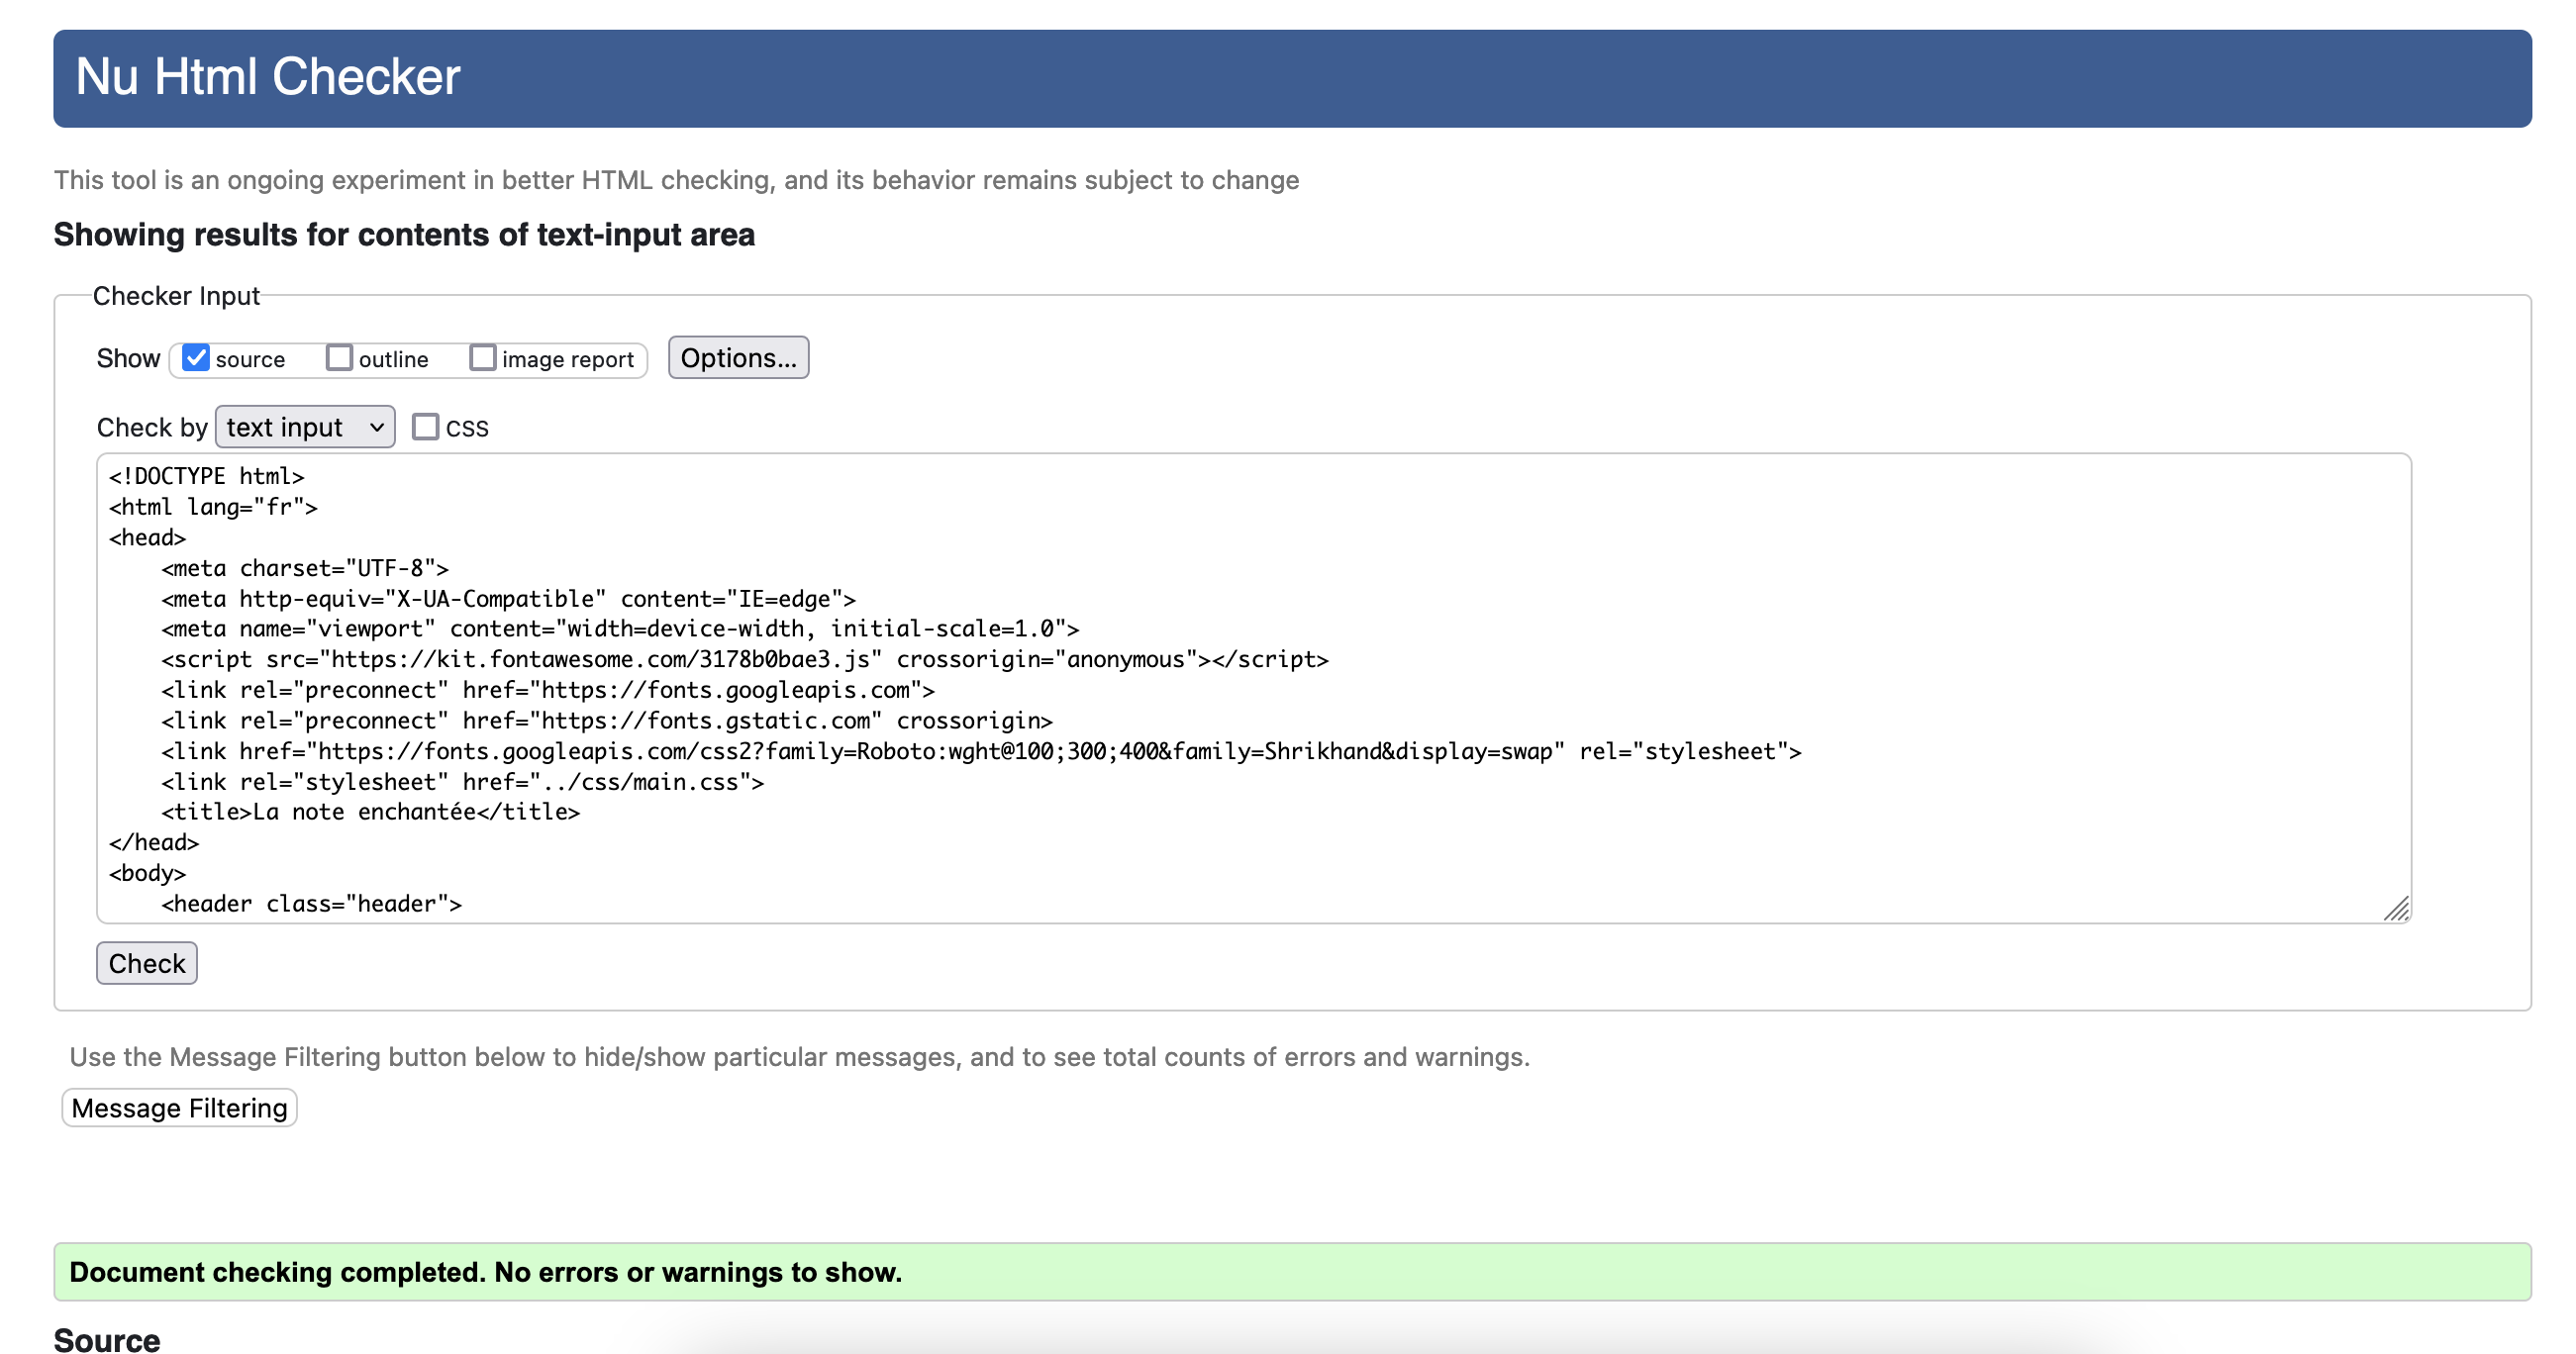 Nu Html Checker
This tool is an ongoing experiment in better HTML checking, and its behavior remains subject to change
Showing results for contents of text-input area
Checker Input
Show source outline image report Options...
Check by text input CSS
<!DOCTYPE html>
<html lang="fr">
<head>
    <meta charset="UTF-8">
    <meta http-equiv="X-UA-Compatible" content="IE=edge">
    <meta name="viewport" content="width=device-width, initial-scale=1.0">
    <script src="https://kit.fontawesome.com/3178b0bae3.js" crossorigin="anonymous"></script>
    <link rel="preconnect" href="https://fonts.googleapis.com">
    <link rel="preconnect" href="https://fonts.gstatic.com" crossorigin>
    <link href="https://fonts.googleapis.com/css2?family=Roboto:wght@100;300;400&family=Shrikhand&display=swap" rel="stylesheet">
    <link rel="stylesheet" href="../css/main.css">
    <title>La note enchantée</title>
</head>
<body>
    <header class="header">
Check
Use the Message Filtering button below to hide/show particular messages, and to see total counts of errors and warnings.
Message Filtering
Document checking completed. No errors or warnings to show.
Source